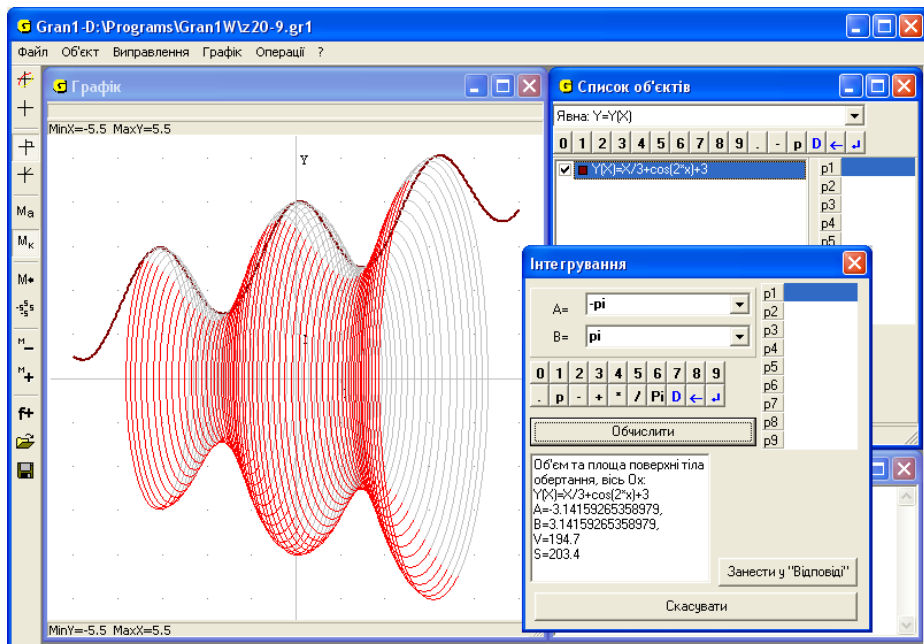 Gran1-D:\Programs\Gran1W\z20-9.gr1
Файл Об'єкт Виправлення Графік Операції ?
Графік
MinX=-5.5 MaxY=5.5
Y
MinY=-5.5 MaxX=5.5
Ma
Mк
M
-5 5 5
M -
M +
f+
Список об'єктів
Явна: Y=Y(X)
0 1 2 3 4 5 6 7 8 9 . - p D ← ↲
Y(X)=X/3+cos(2*x)+3
p1
p2
p3
p4
p5
Інтегрування
A= -pi
B= pi
0 1 2 3 4 5 6 7 8 9
. p - + * / Pi D ← ↲
Обчислити
p1
p2
p3
p4
p5
p6
p7
p8
p9
Об'єм та площа поверхні тіла
обертання, вісь Ox:
Y(X)=X/3+cos(2*x)+3
A=-3.14159265358979,
B=3.14159265358979,
V=194.7
S=203.4
Занести у "Відповіді"
Скасувати